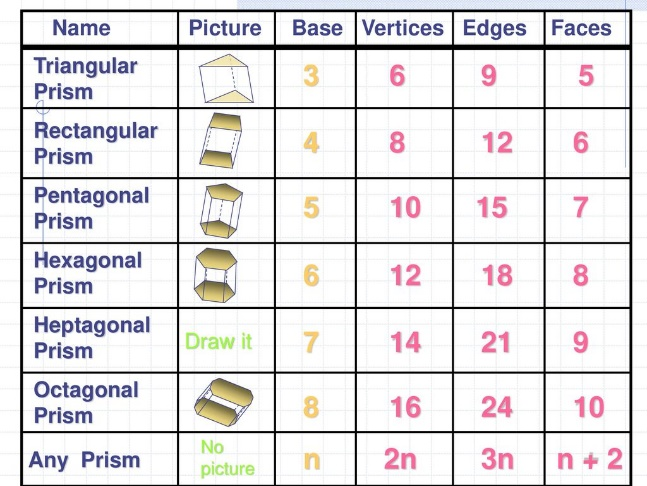 Name Picture Base Vertices Edges Faces
Triangular
Prism
3 6 9 5
Rectangular
Prism
4 8 12 6
Pentagonal
Prism
5 10 15 7
Hexagonal
Prism
6 12 18 8
Heptagonal
Prism
Draw it 7 14 21 9
Octagonal
Prism
8 16 24 10
Any Prism
No
picture
n 2n 3n n + 2